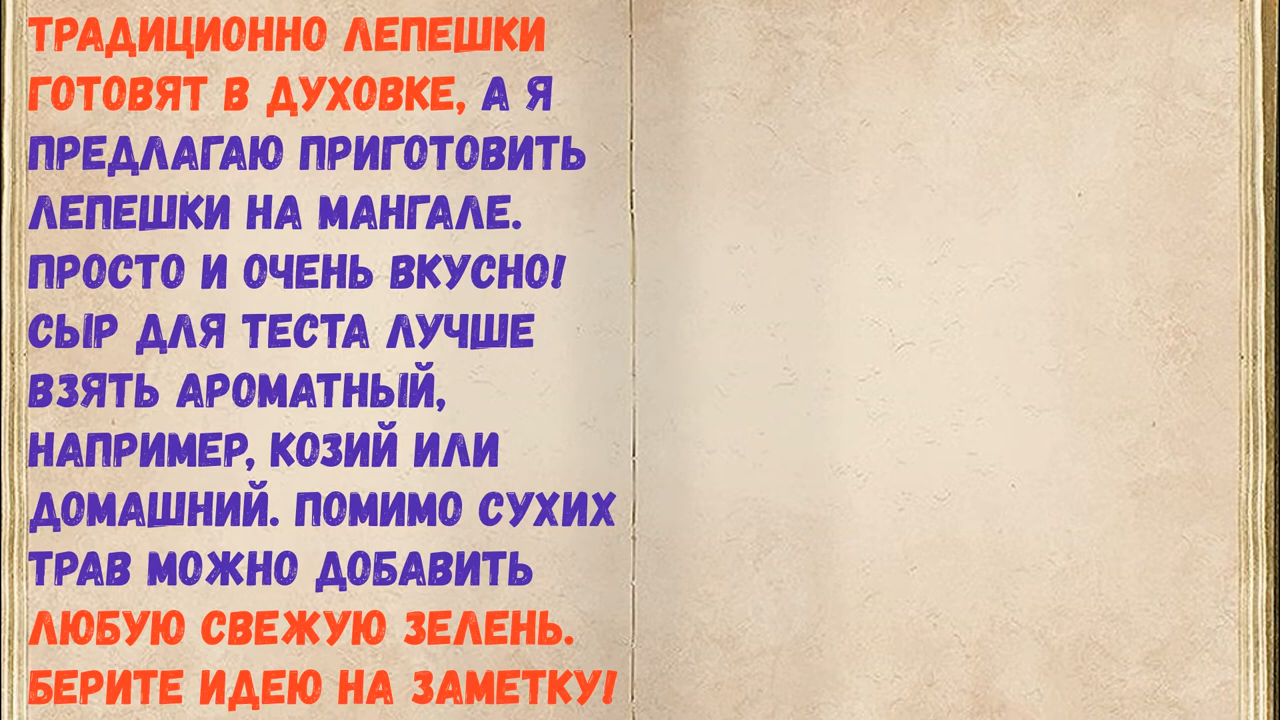 ТРАДИЦИОННО ЛЕПЕШКИ
ГОТОВЯТ В ДУХОВКЕ, А Я
ПРЕДЛАГАЮ ПРИГОТОВИТЬ
ЛЕПЕШКИ НА МАНГАЛЕ.
ПРОСТО И ОЧЕНЬ ВКУСНО!
СЫР ДЛЯ ТЕСТА ЛУЧШЕ
ВЗЯТЬ АРОМАТНЫЙ,
НАПРИМЕР, КОЗИЙ ИЛИ
ДОМАШНИЙ. ПОМИМО СУХИХ
ТРАВ МОЖНО ДОБАВИТЬ
ЛЮБУЮ СВЕЖУЮ ЗЕЛЕНЬ.
БЕРИТЕ ИДЕЮ НА ЗАМЕТКУ!